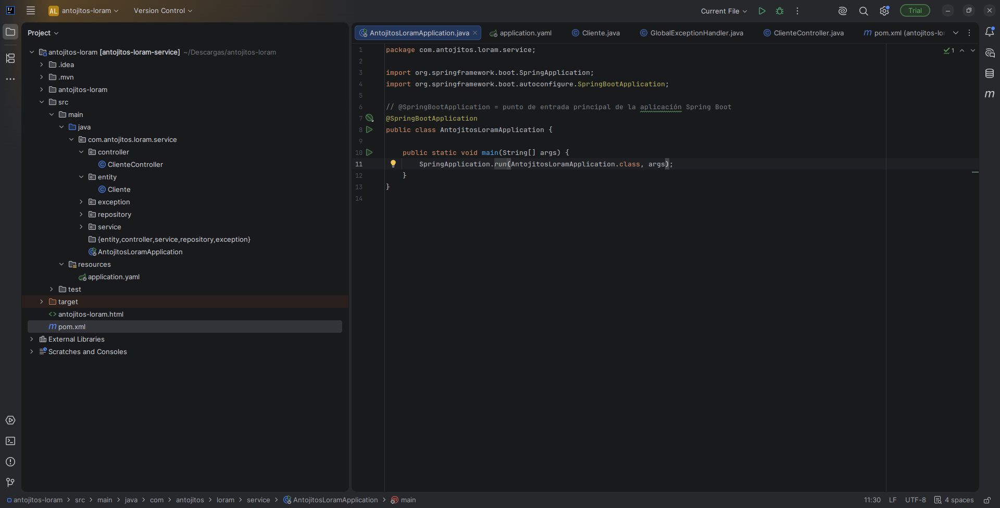 AL antojitos-loram Version Control Current File Trial
Project
antojitos-loram [antojitos-loram-service] ~/Descargas/antojitos-loram
.idea
.mvn
antojitos-loram
src
main
java
com.antojitos.loram.service
controller
ClienteController
entity
Cliente
exception
repository
service
{entity,controller,service,repository,exception}
AntojitosLoramApplication
resources
application.yaml
test
target
antojitos-loram.html
pom.xml
External Libraries
Scratches and Consoles
AntojitosLoramApplication.java application.yaml Cliente.java GlobalExceptionHandler.java ClienteController.java pom.xml (antojitos-lor
1 package com.antojitos.loram.service; 1
2
3 import org.springframework.boot.SpringApplication;
4 import org.springframework.boot.autoconfigure.SpringBootApplication;
5
6 // @SpringBootApplication = punto de entrada principal de la aplicación Spring Boot
7 @SpringBootApplication
8 public class AntojitosLoramApplication {
9
10 public static void main(String[] args) {
11 SpringApplication.run(AntojitosLoramApplication.class, args);
12 }
13 }
14
antojitos-loram > src > main > java > com > antojitos > loram > service > AntojitosLoramApplication > main 11:30 LF UTF-8 4 spaces